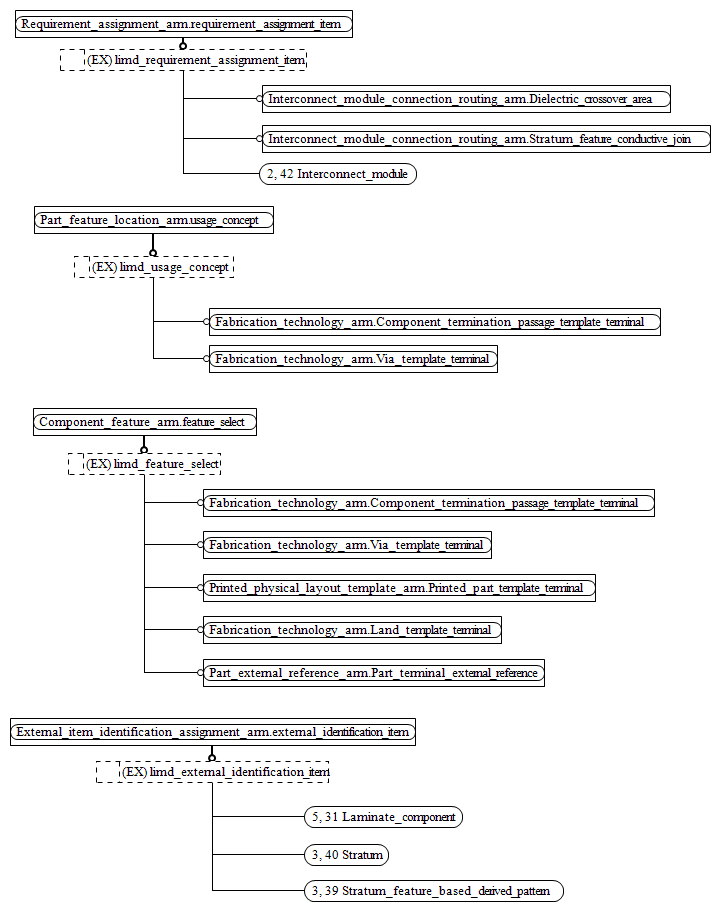 Requirement_assignment_arm.requirement_assignment_item
(EX) limd_requirement_assignment_item
Interconnect_module_connection_routing_arm.Dielectric_crossover_area
Interconnect_module_connection_routing_arm.Stratum_feature_conductive_join
2, 42 Interconnect_module
Part_feature_location_arm.usage_concept
(EX) limd_usage_concept
Fabrication_technology_arm.Component_termination_passage_template_terminal
Fabrication_technology_arm.Via_template_terminal
Component_feature_arm.feature_select
(EX) limd_feature_select
Fabrication_technology_arm.Component_termination_passage_template_terminal
Fabrication_technology_arm.Via_template_terminal
Printed_physical_layout_template_arm.Printed_part_template_terminal
Fabrication_technology_arm.Land_template_terminal
Part_external_reference_arm.Part_terminal_external_reference
External_item_identification_assignment_arm.external_identification_item
(EX) limd_external_identification_item
5, 31 Laminate_component
3, 40 Stratum
3, 39 Stratum_feature_based_derived_pattern